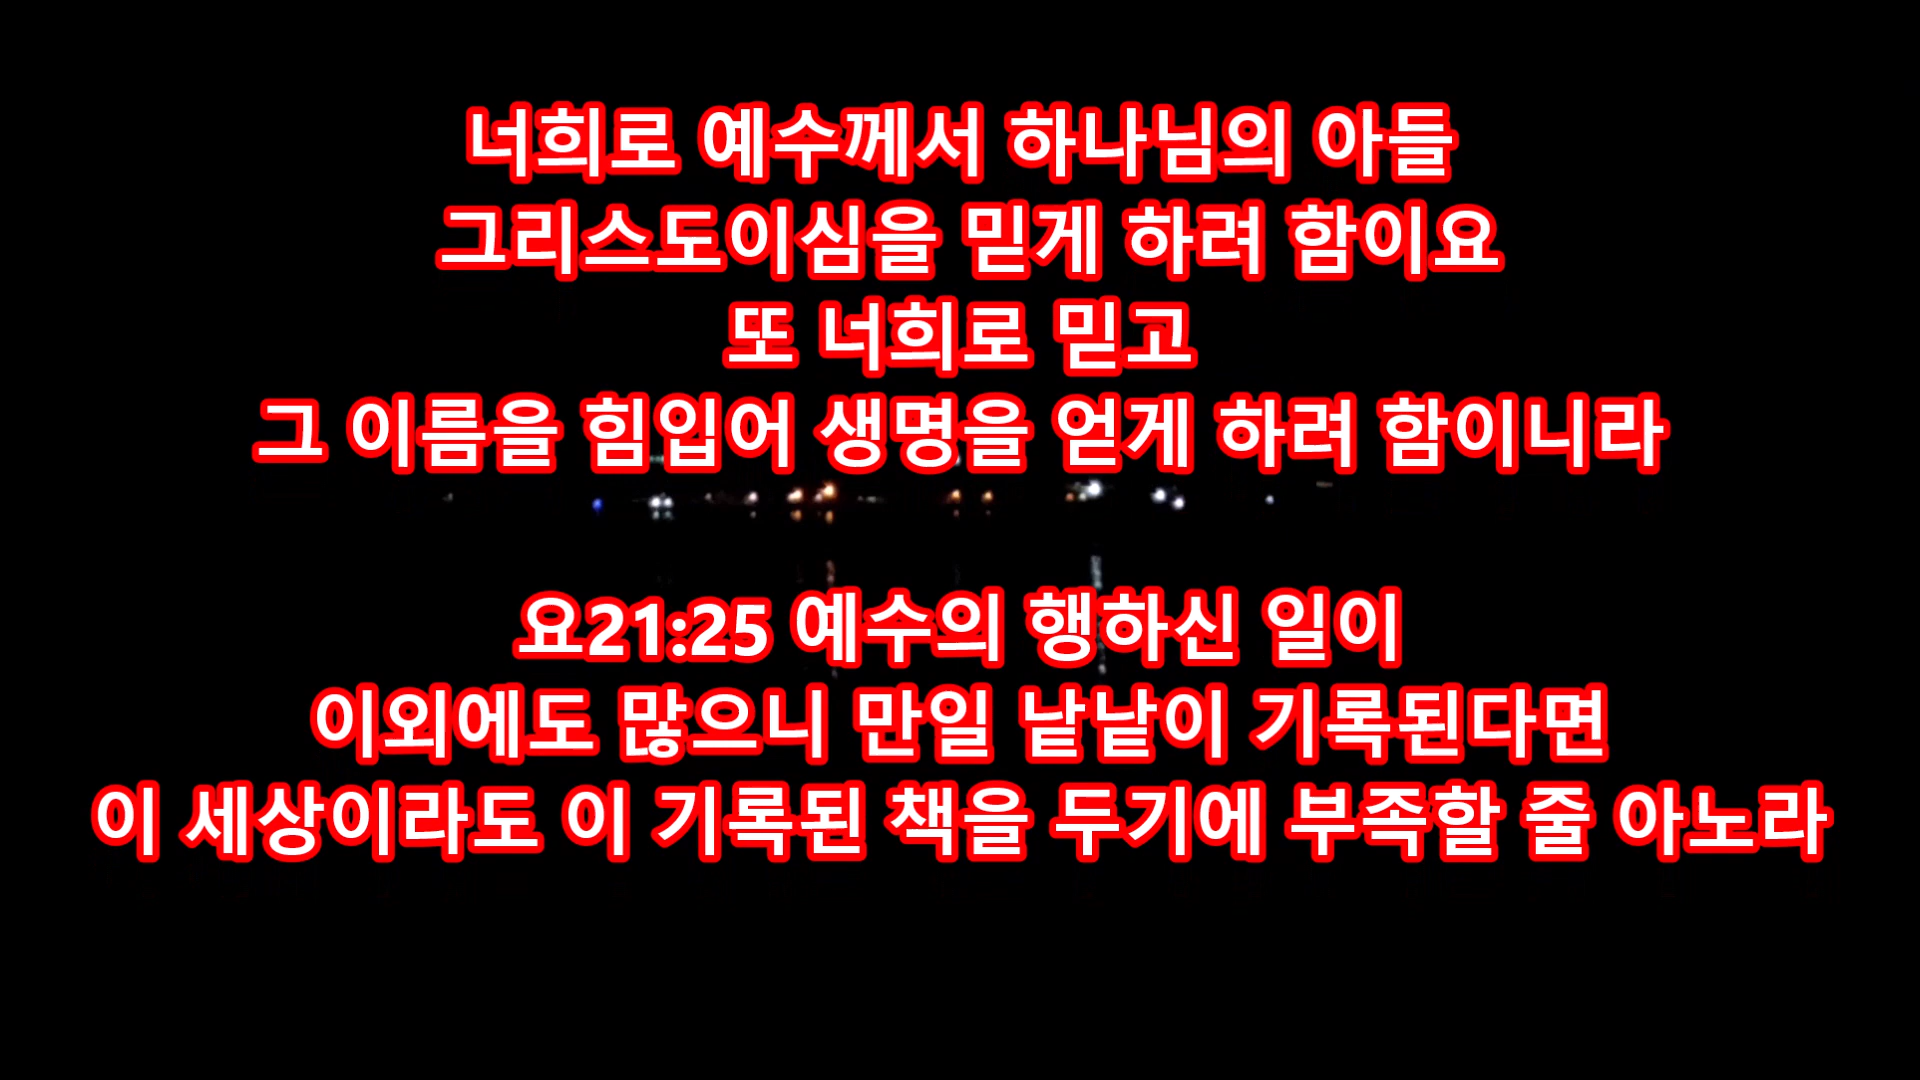 너희로 예수께서 하나님의 아들
그리스도이심을 믿게 하려 함이요
또 너희로 믿고
그 이름을 힘입어 생명을 얻게 하려 함이니라
요21:25 예수의 행하신 일이
이외에도 많으니 만일 낱낱이 기록된다면
이 세상이라도 이 기록된 책을 두기에 부족할 줄 아노라